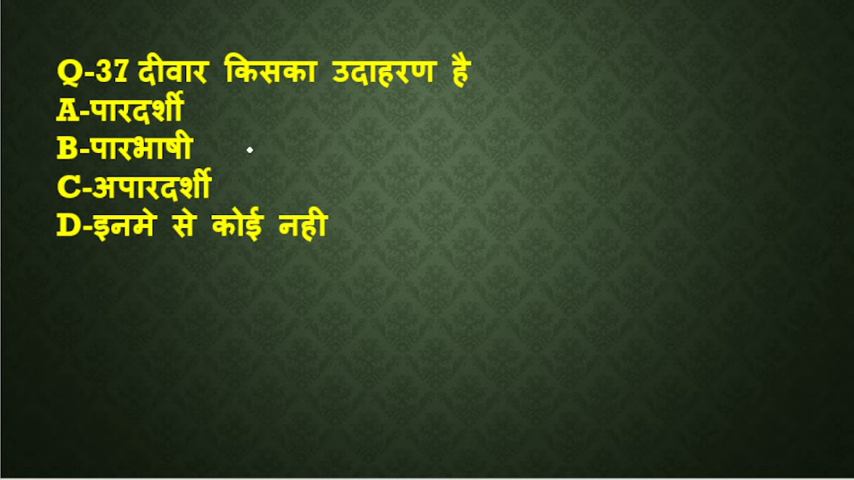 Q-37 दीवार किसका उदाहरण है
A-पारदर्शी
B-पारभाषी
C-अपारदर्शी
D-इनमे से कोई नही